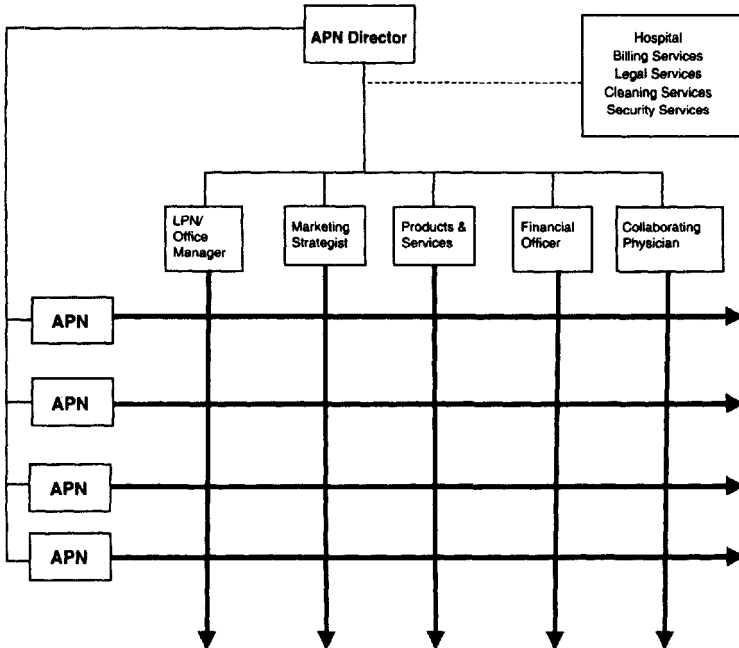 APN Director
Hospital
Billing Services
Legal Services
Cleaning Services
Security Services
LPN/
Office
Manager
Marketing
Strategist
Products &
Services
Financial
Officer
Collaborating
Physician
APN
APN
APN
APN